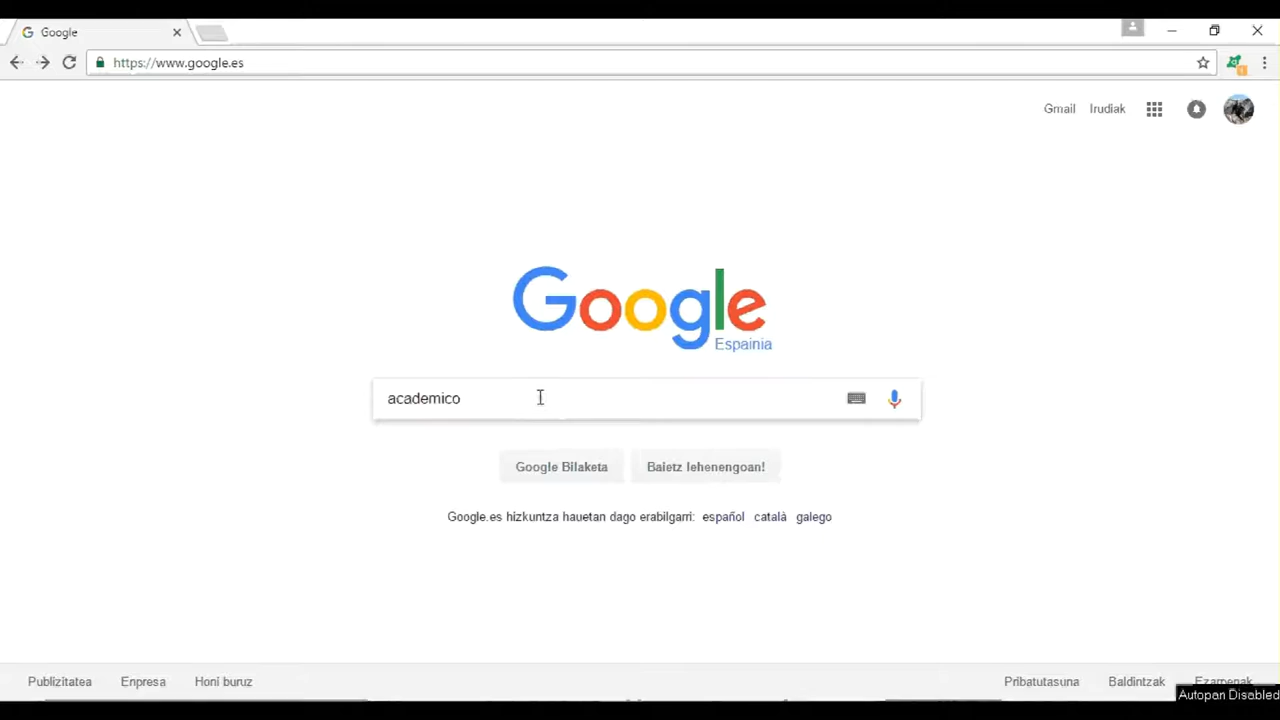 Google
https://www.google.es
Gmail Irudiak
Google
Espainia
academico
Google Bilaketa Baietz lehenengoan!
Google.es hizkuntza hauetan dago erabilgarri: español català galego
Publizitatea Enpresa Honi buruz Pribatutasuna Baldintzak Ezarpenak
Autopan Disabled